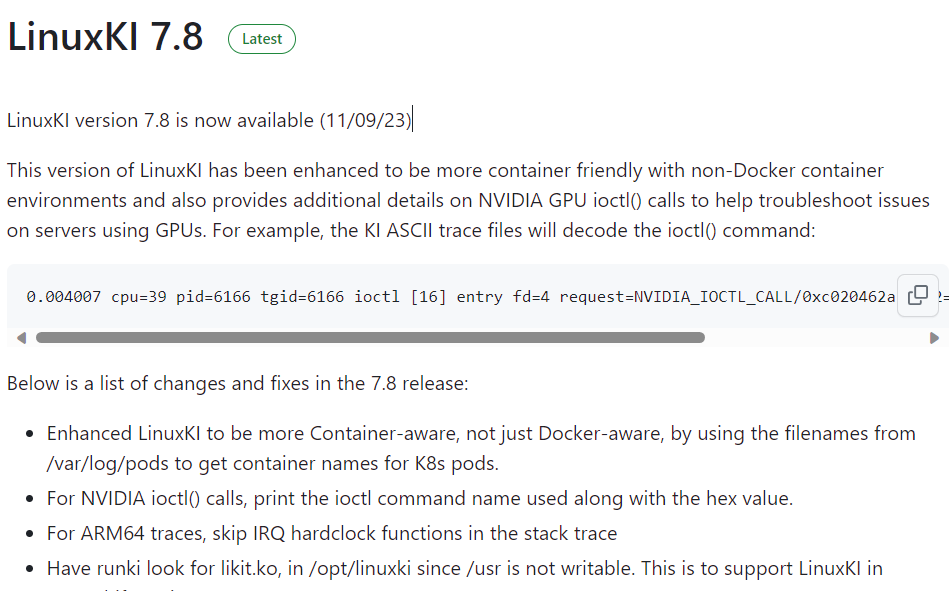 LinuxKI 7.8 Latest
LinuxKI version 7.8 is now available (11/09/23)
This version of LinuxKI has been enhanced to be more container friendly with non-Docker container
environments and also provides additional details on NVIDIA GPU ioctl() calls to help troubleshoot issues
on servers using GPUs. For example, the KI ASCII trace files will decode the ioctl() command:
0.004007 cpu=39 pid=6166 tgid=6166 ioctl [16] entry fd=4 request=NVIDIA_IOCTL_CALL/0xc020462a
Below is a list of changes and fixes in the 7.8 release:
• Enhanced LinuxKI to be more Container-aware, not just Docker-aware, by using the filenames from
/var/log/pods to get container names for K8s pods.
• For NVIDIA ioctl() calls, print the ioctl command name used along with the hex value.
• For ARM64 traces, skip IRQ hardclock functions in the stack trace
• Have runki look for likit.ko, in /opt/linuxki since /usr is not writable. This is to support LinuxKI in